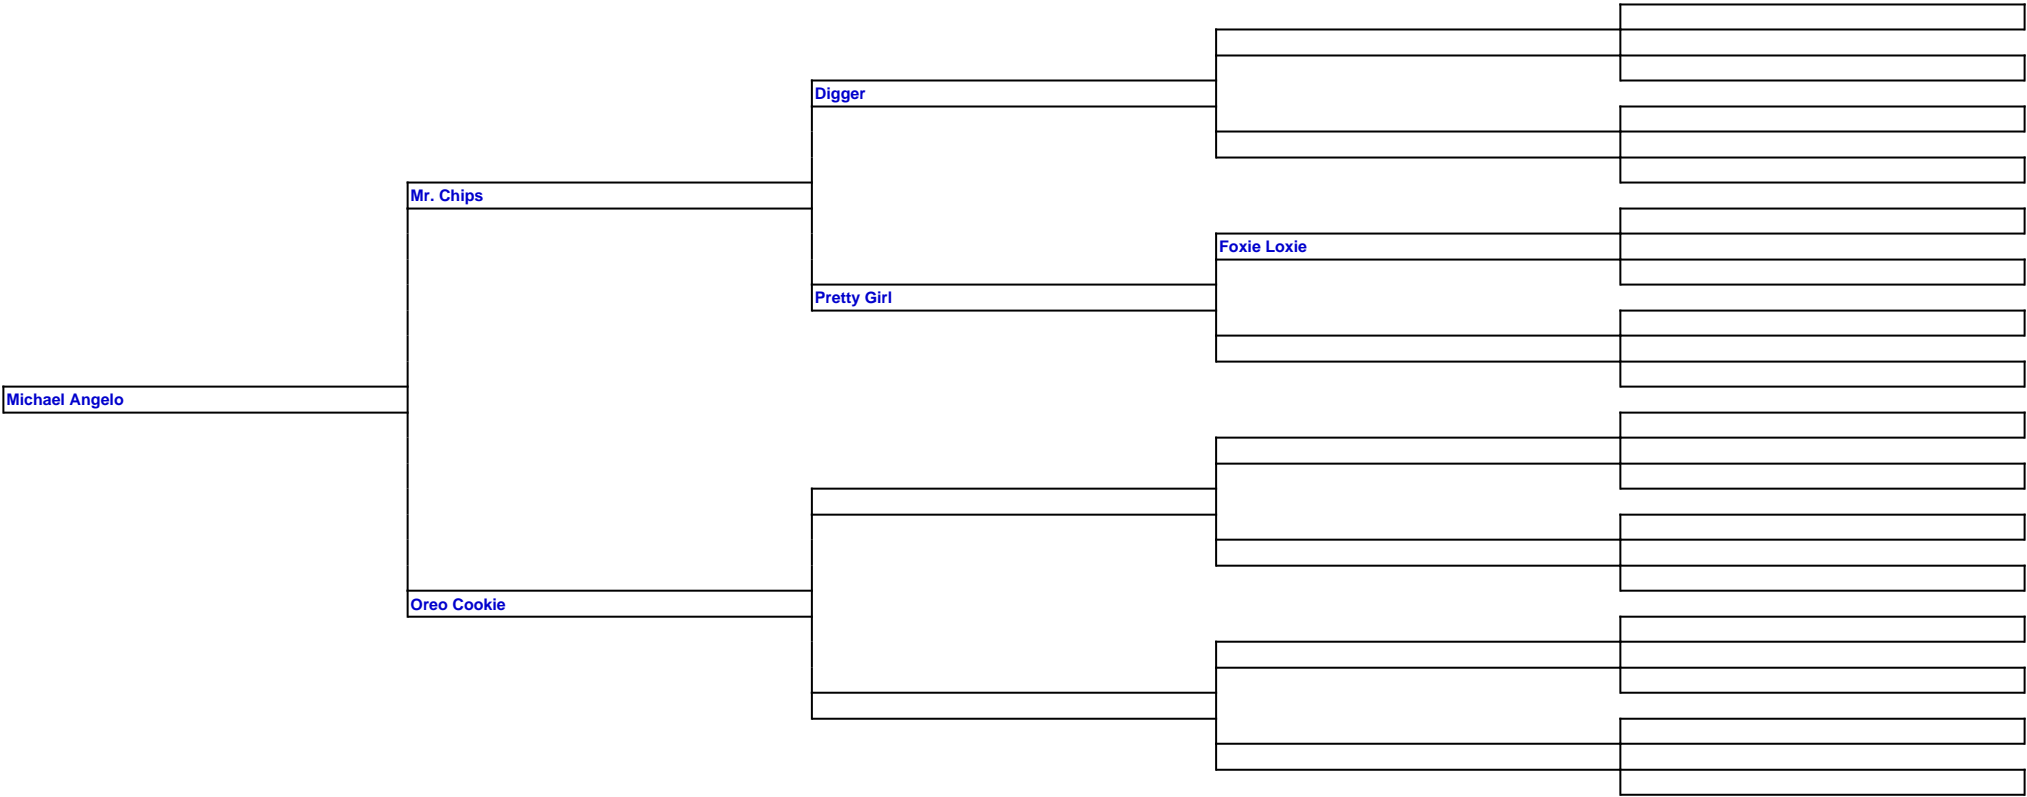 Digger
Mr. Chips
Foxie Loxie
Pretty Girl
Michael Angelo
Oreo Cookie